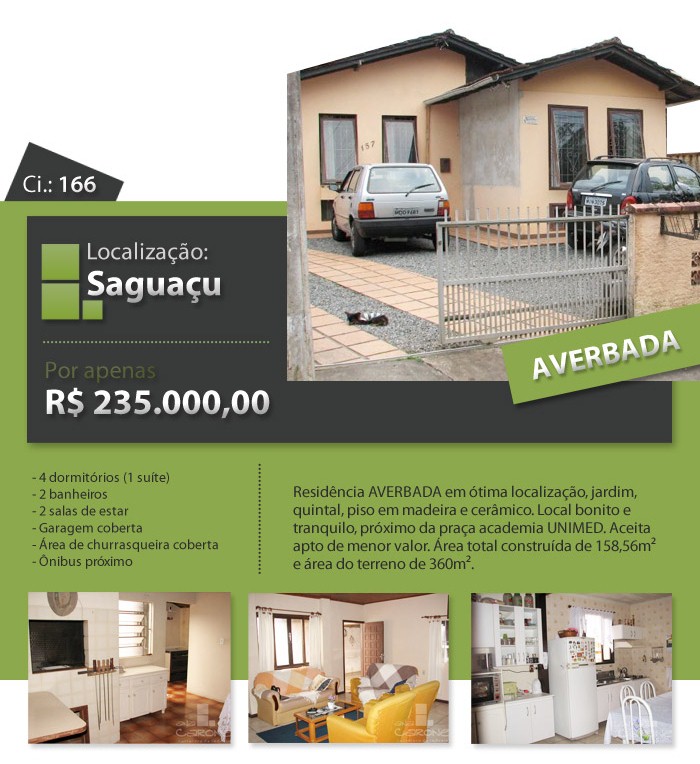 Ci.: 166
Localização:
Saguaçu
Por apenas
R$ 235.000,00
157
AVERBADA
- 4 dormitórios (1 suíte)
- 2 banheiros
- 2 salas de estar
- Garagem coberta
- Área de churrasqueira coberta
- Ônibus próximo
Residência AVERBADA em ótima localização, jardim,
quintal, piso em madeira e cerâmico. Local bonito e
tranquilo, próximo da praça academia UNIMED. Aceita
apto de menor valor. Área total construída de 158,56m²
e área do terreno de 360m².